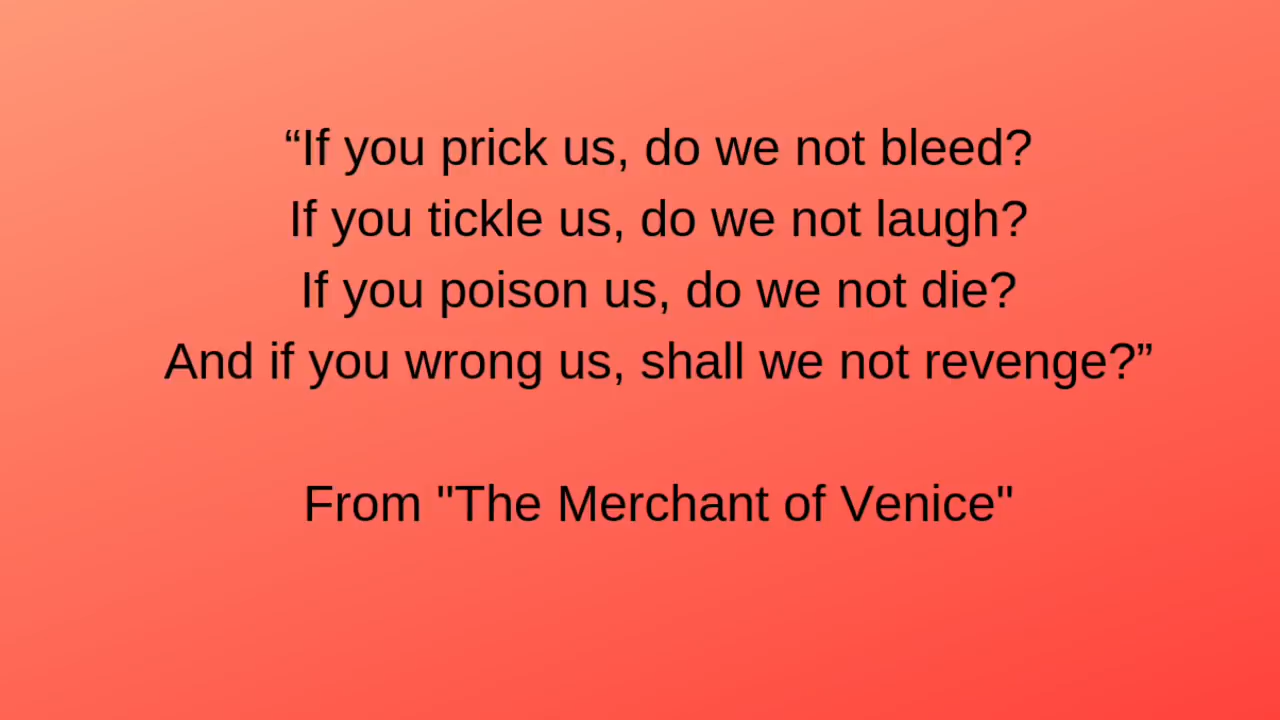 “If you prick us, do we not bleed?
If you tickle us, do we not laugh?
If you poison us, do we not die?
And if you wrong us, shall we not revenge?”
From "The Merchant of Venice"